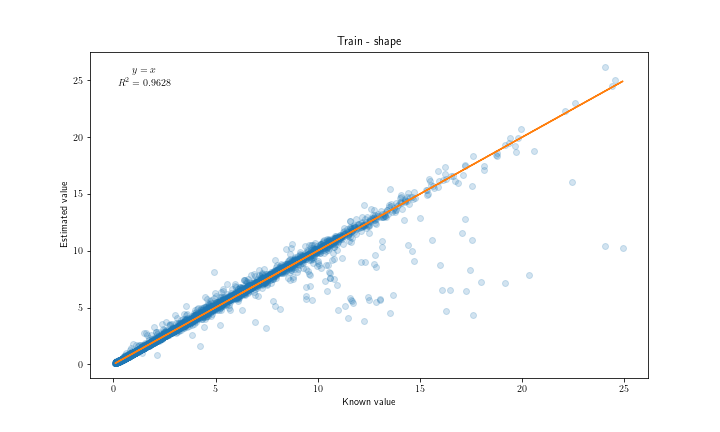 Train - shape
y = x
R² = 0.9628
Estimated value
25
20
15
10
5
0
0 5 10 15 20 25
Known value